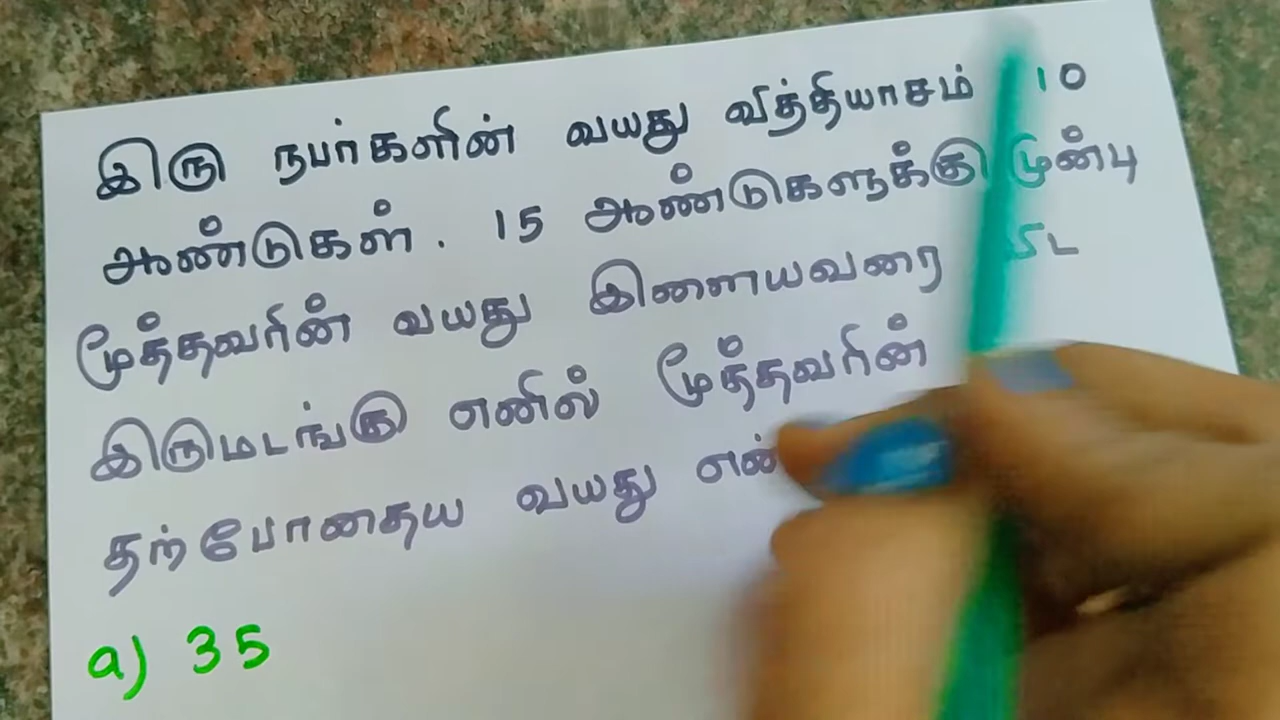 இரு நபர்களின் வயது வித்தியாசம் 10
ஆண்டுகள். 15 ஆண்டுகளுக்கு முன்பு
மூத்தவரின் வயது இளையவரை விட
இருமடங்கு எனில் மூத்தவரின்
தற்போதைய வயது
a) 35